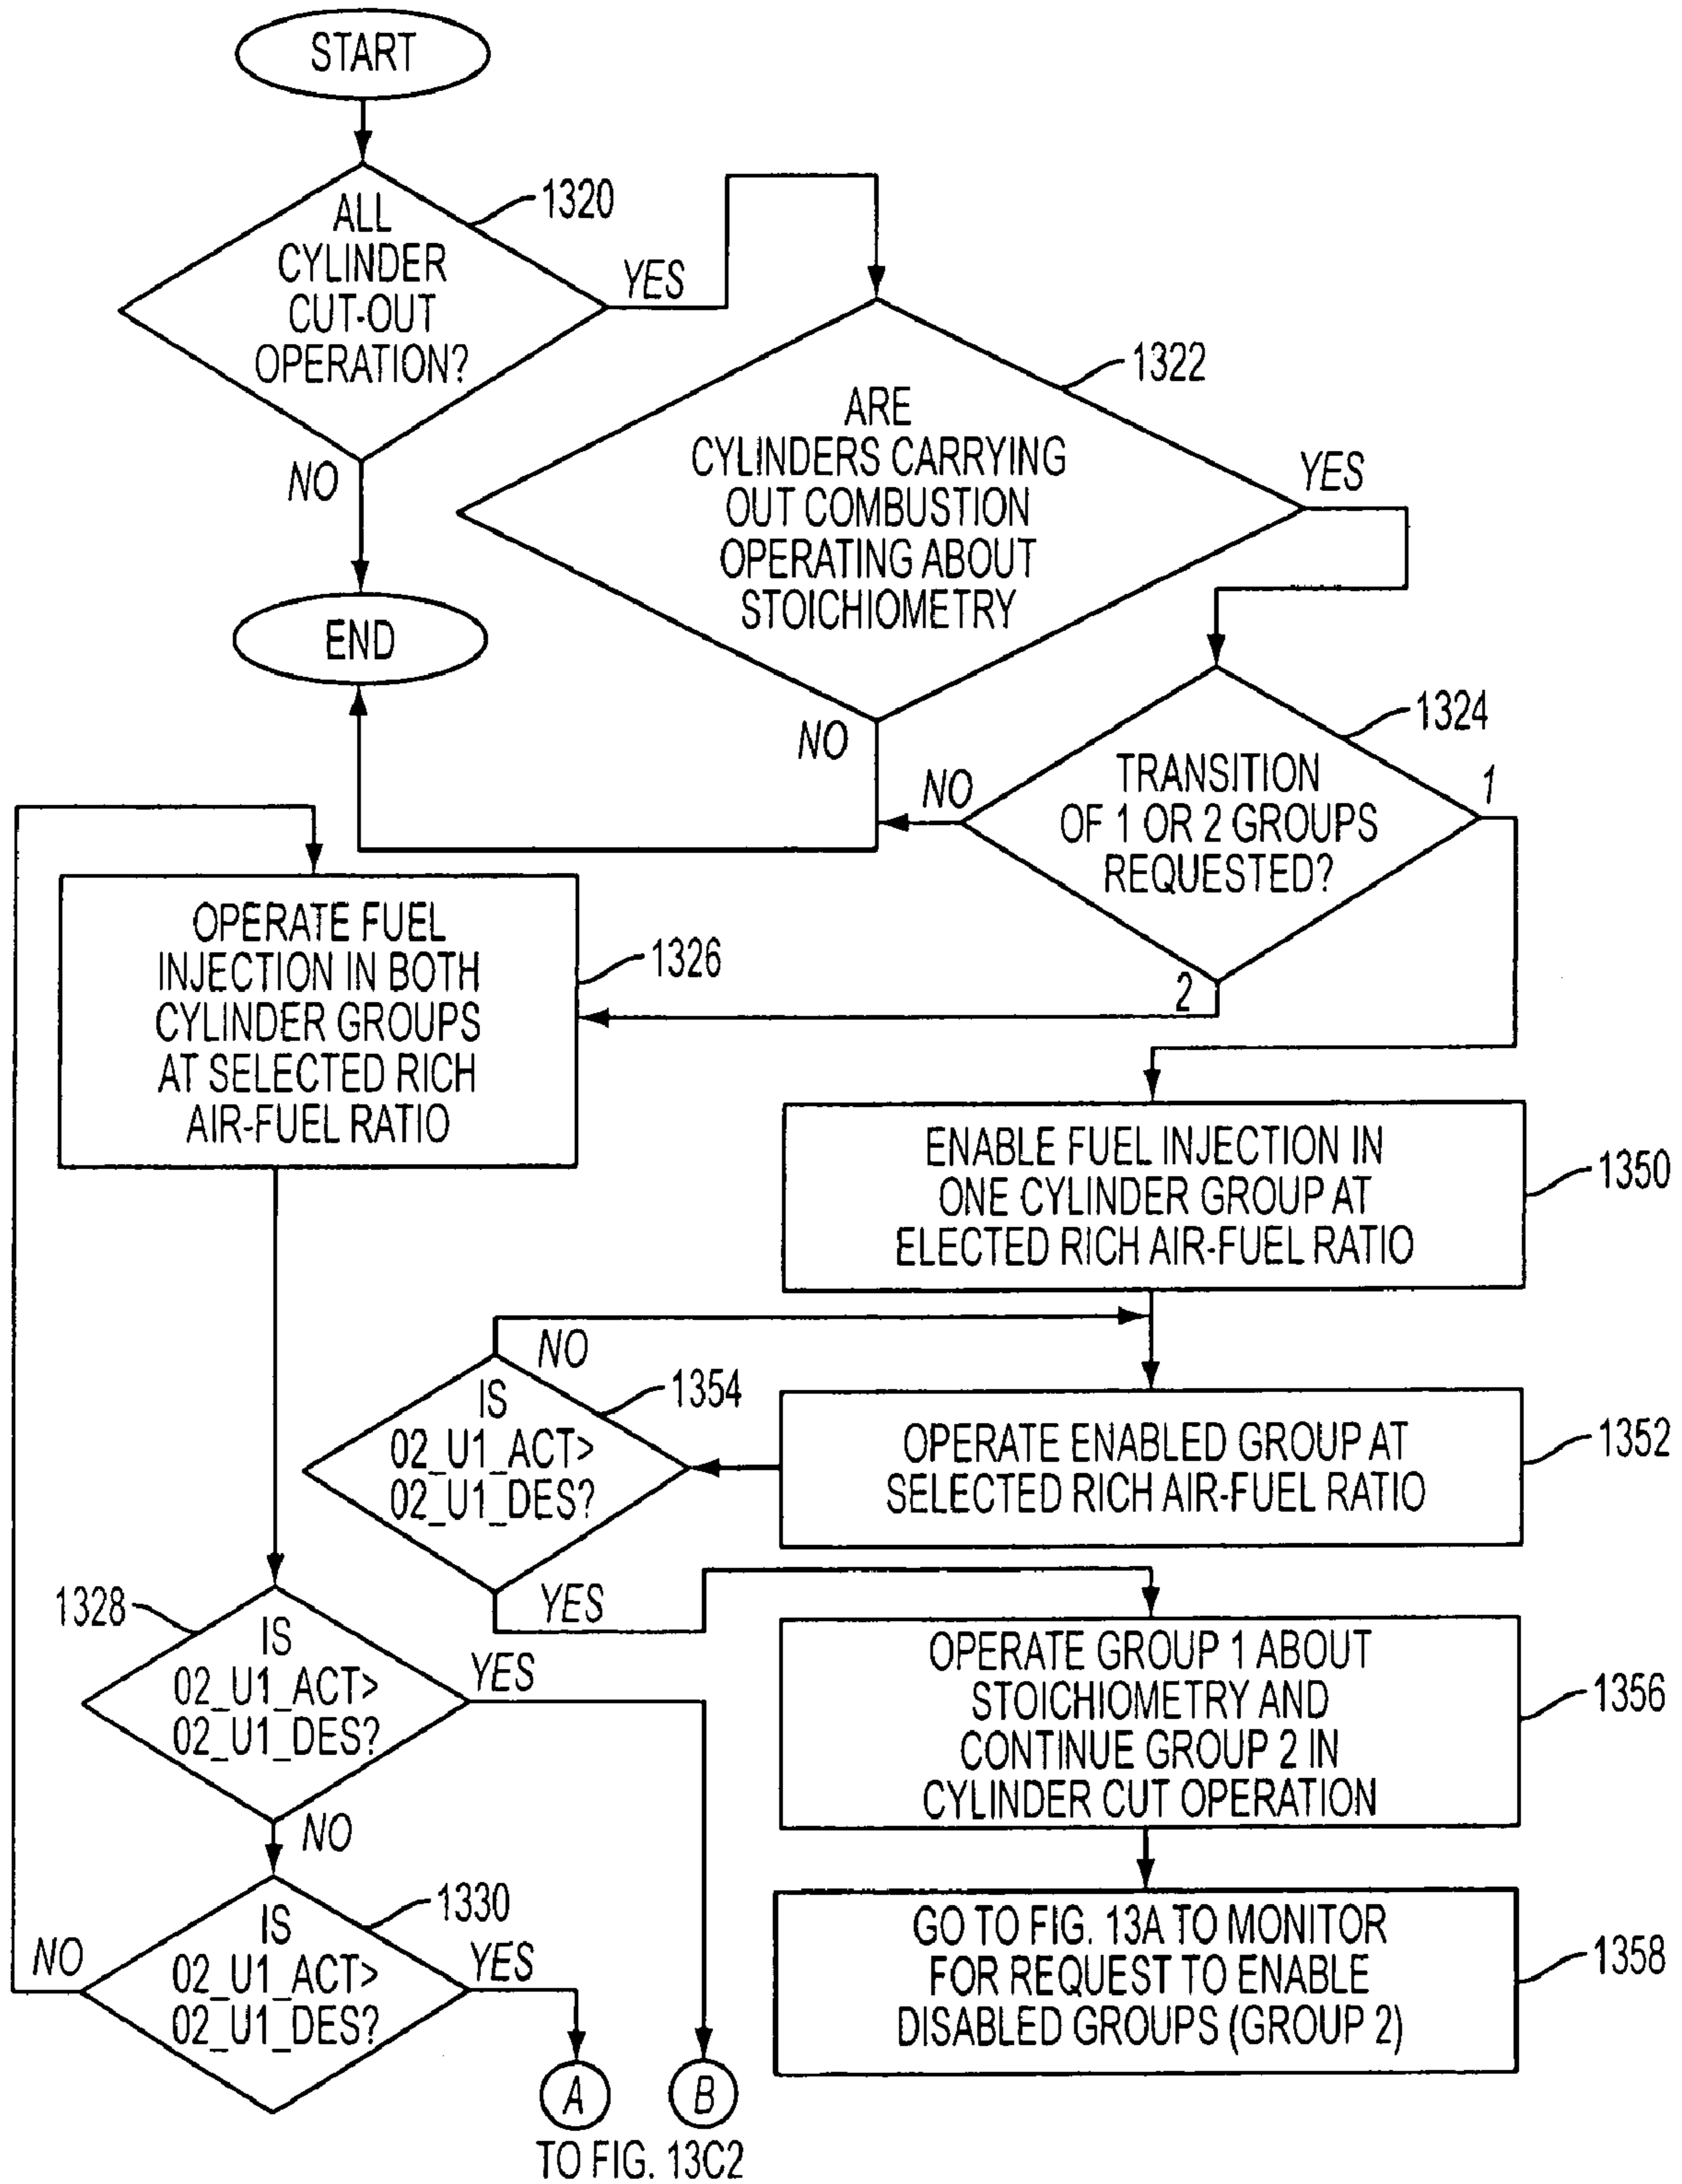 START
ALL
CYLINDER
CUT-OUT
OPERATION?
1320
YES
NO
END
ARE
CYLINDERS CARRYING
OUT COMBUSTION
OPERATING ABOUT
STOICHIOMETRY
1322
YES
NO
TRANSITION
OF 1 OR 2 GROUPS
REQUESTED?
1324
NO
1
2
OPERATE FUEL
INJECTION IN BOTH
CYLINDER GROUPS
AT SELECTED RICH
AIR-FUEL RATIO
1326
ENABLE FUEL INJECTION IN
ONE CYLINDER GROUP AT
ELECTED RICH AIR-FUEL RATIO
1350
OPERATE ENABLED GROUP AT
SELECTED RICH AIR-FUEL RATIO
1352
NO
IS
02_U1_ACT>
02_U1_DES?
1354
YES
OPERATE GROUP 1 ABOUT
STOICHIOMETRY AND
CONTINUE GROUP 2 IN
CYLINDER CUT OPERATION
1356
GO TO FIG. 13A TO MONITOR
FOR REQUEST TO ENABLE
DISABLED GROUPS (GROUP 2)
1358
1328
IS
02_U1_ACT>
02_U1_DES?
YES
NO
1330
IS
02_U1_ACT>
02_U1_DES?
NO
YES
A
B
TO FIG. 13C2